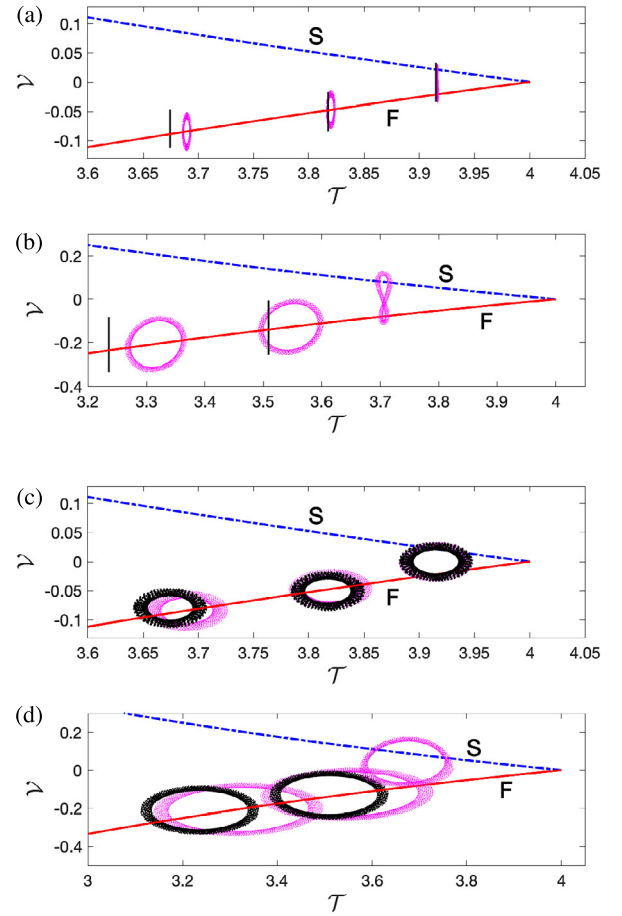 (a)
0.1
0.05
0
-0.05
-0.1
𝒱
S
F
3.6 3.65 3.7 3.75 3.8 3.85 3.9 3.95 4 4.05
𝒯
(b)
0.2
0
-0.2
-0.4
𝒱
S
F
3.2 3.3 3.4 3.5 3.6 3.7 3.8 3.9 4
𝒯
(c)
0.1
0.05
0
-0.05
-0.1
𝒱
S
F
3.6 3.65 3.7 3.75 3.8 3.85 3.9 3.95 4 4.05
𝒯
(d)
0.2
0
-0.2
-0.4
𝒱
S
F
3 3.2 3.4 3.6 3.8 4
𝒯